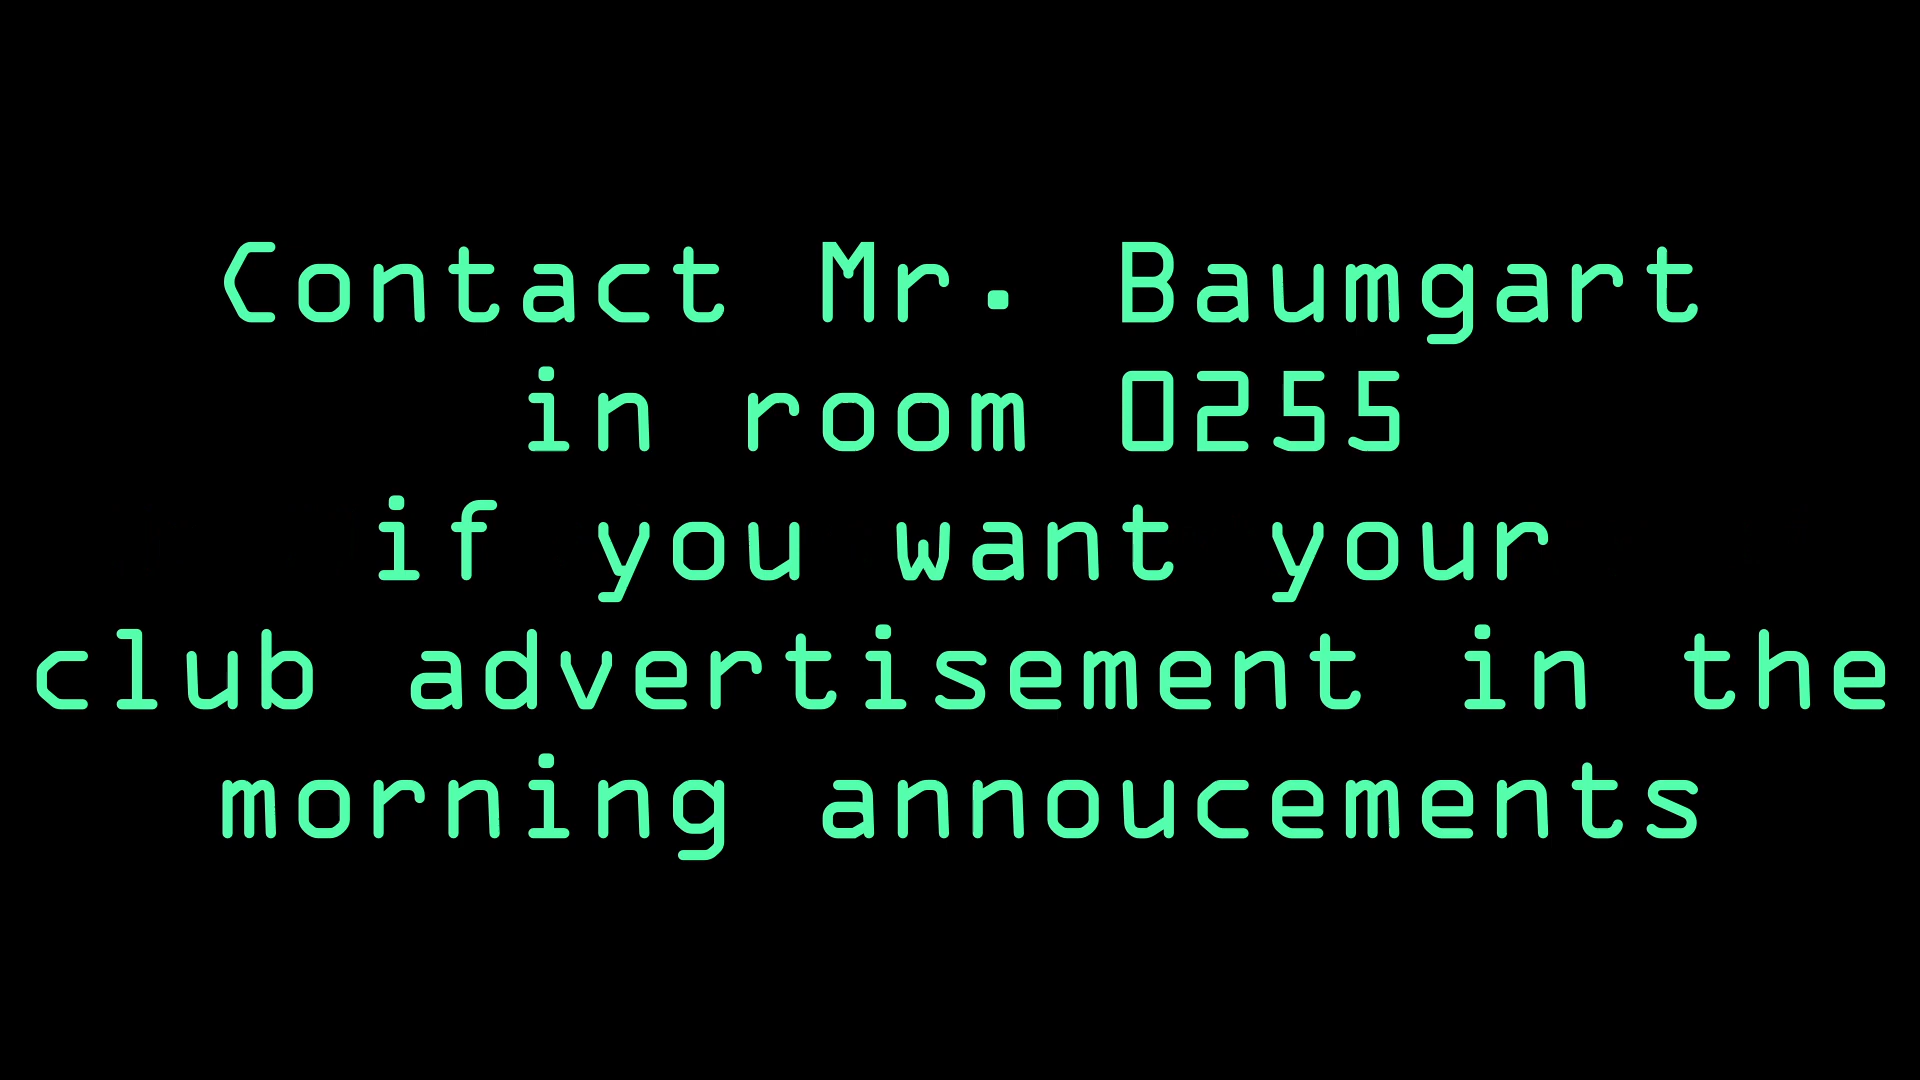 Contact Mr. Baumgart
in room 0255
if you want your
club advertisement in the
morning annoucements